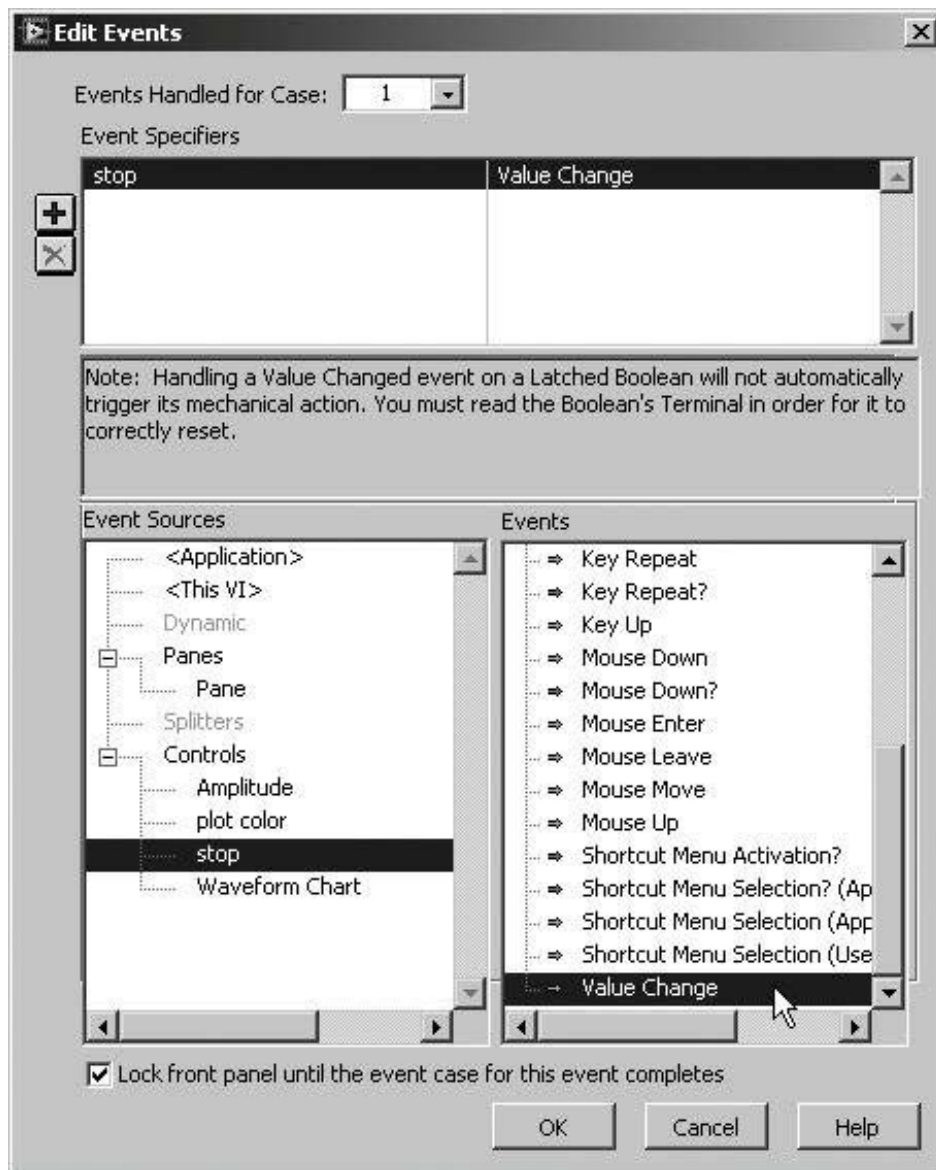 Edit Events
Events Handled for Case: 1
Event Specifiers
stop Value Change
Note: Handling a Value Changed event on a Latched Boolean will not automatically
trigger its mechanical action. You must read the Boolean's Terminal in order for it to
correctly reset.
Event Sources
<Application>
<This VI>
Dynamic
Panes
Pane
Splitters
Controls
Amplitude
plot color
stop
Waveform Chart
Events
Key Repeat
Key Repeat?
Key Up
Mouse Down
Mouse Down?
Mouse Enter
Mouse Leave
Mouse Move
Mouse Up
Shortcut Menu Activation?
Shortcut Menu Selection? (Ap
Shortcut Menu Selection (App
Shortcut Menu Selection (Use
Value Change
Lock front panel until the event case for this event completes
OK Cancel Help